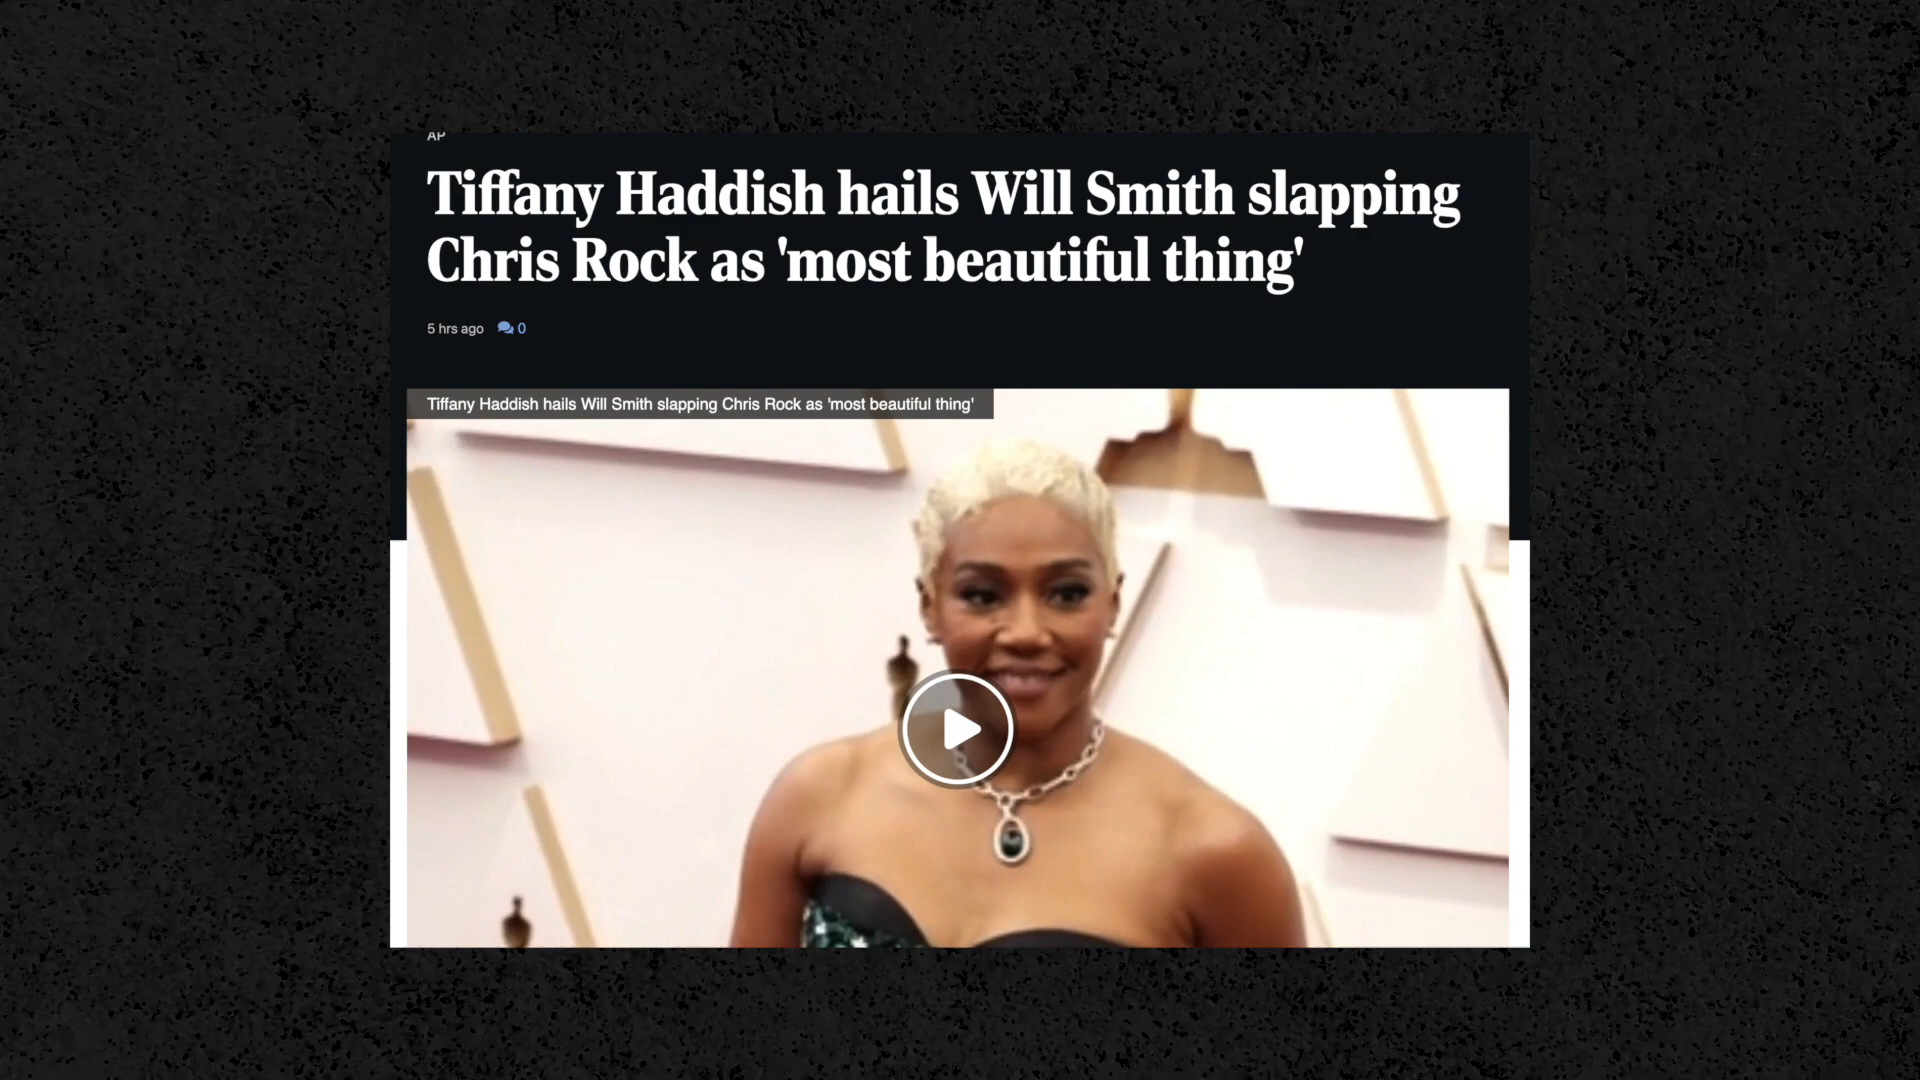 AP
Tiffany Haddish hails Will Smith slapping
Chris Rock as 'most beautiful thing'
5 hrs ago 0
Tiffany Haddish hails Will Smith slapping Chris Rock as 'most beautiful thing'